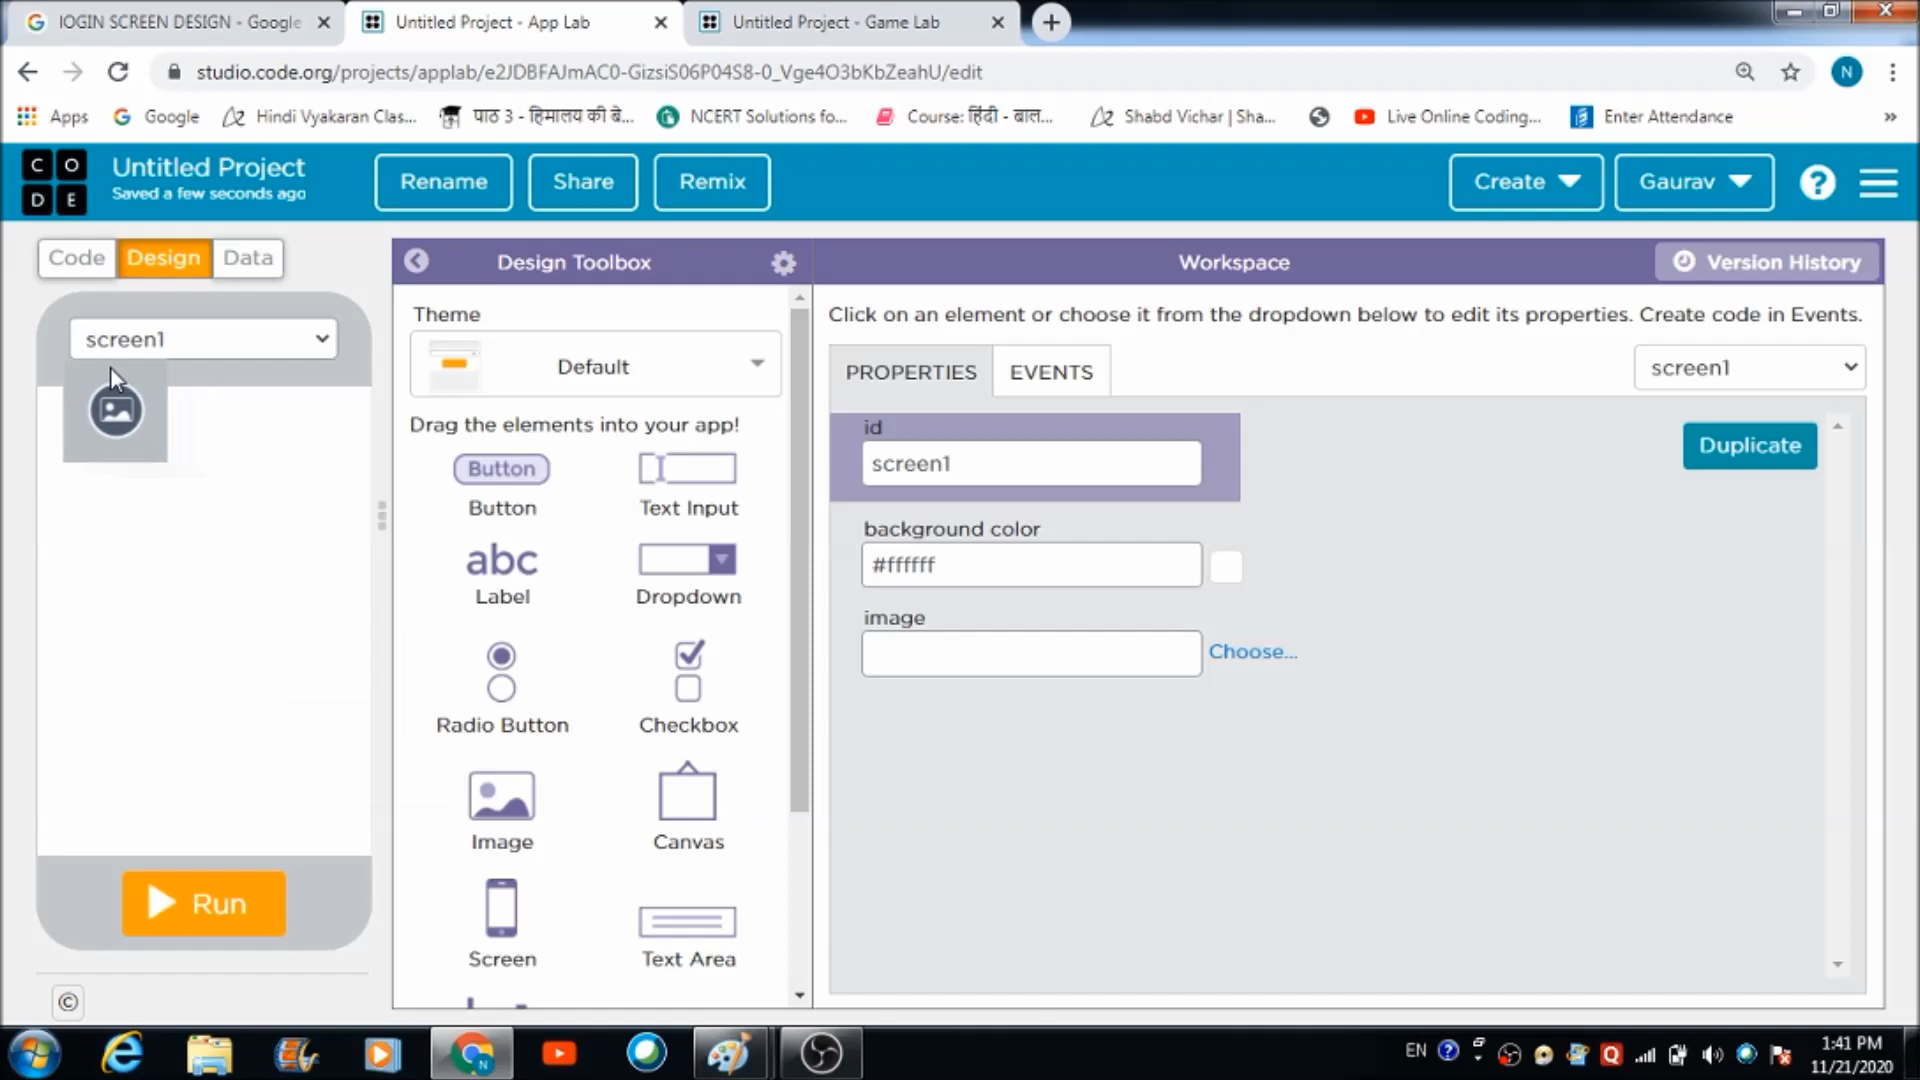 IOGIN SCREEN DESIGN - Google
Untitled Project - App Lab
Untitled Project - Game Lab
studio.code.org/projects/applab/e2JDBFAJmAC0-GizsiS06P04S8-0_Vge4O3bKbZeahU/edit
N
Apps
Google
Hindi Vyakaran Clas...
पाठ 3 - हिमालय की बे...
NCERT Solutions fo...
Course: हिंदी - बाल...
Shabd Vichar | Sha...
Live Online Coding...
Enter Attendance
»
C O
D E
Untitled Project
Saved a few seconds ago
Rename
Share
Remix
Create
Gaurav
?
Code
Design
Data
Design Toolbox
Workspace
Version History
screen1
Run
©
Theme
Default
Drag the elements into your app!
Button
Button
Text Input
abc
Label
Dropdown
Radio Button
Checkbox
Image
Canvas
Screen
Text Area
Click on an element or choose it from the dropdown below to edit its properties. Create code in Events.
PROPERTIES
EVENTS
screen1
id
screen1
Duplicate
background color
#ffffff
image
Choose...
EN
1:41 PM
11/21/2020